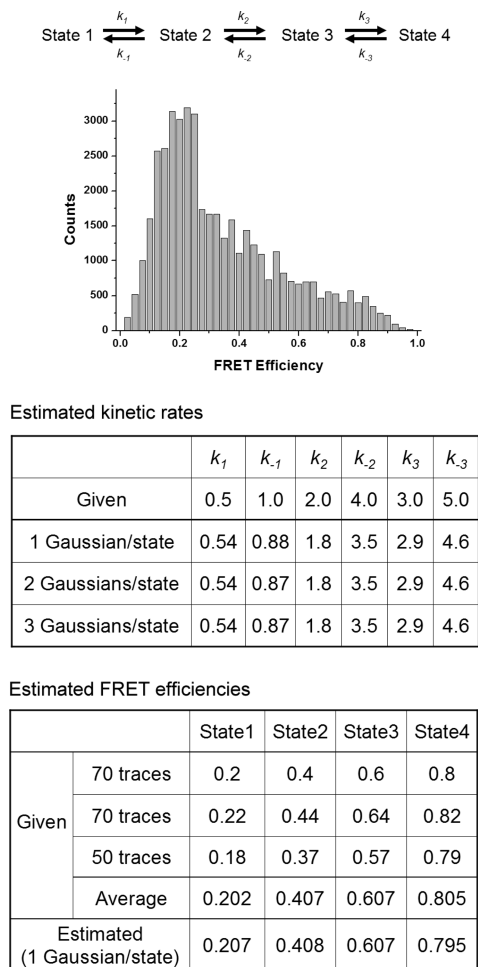 k1 k2 k3
State 1 State 2 State 3 State 4
k-1 k-2 k-3
3000
2500
2000
1500
1000
500
0
Counts
0.0 0.2 0.4 0.6 0.8 1.0
FRET Efficiency
Estimated kinetic rates
k1 k-1 k2 k-2 k3 k-3
Given 0.5 1.0 2.0 4.0 3.0 5.0
1 Gaussian/state 0.54 0.88 1.8 3.5 2.9 4.6
2 Gaussians/state 0.54 0.87 1.8 3.5 2.9 4.6
3 Gaussians/state 0.54 0.87 1.8 3.5 2.9 4.6
Estimated FRET efficiencies
State1 State2 State3 State4
Given
70 traces 0.2 0.4 0.6 0.8
70 traces 0.22 0.44 0.64 0.82
50 traces 0.18 0.37 0.57 0.79
Average 0.202 0.407 0.607 0.805
Estimated
(1 Gaussian/state) 0.207 0.408 0.607 0.795